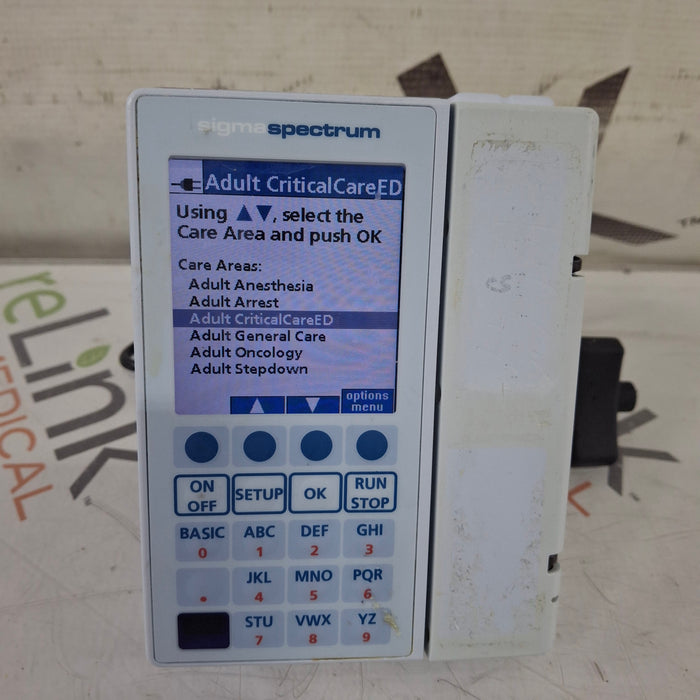 sigmaspectrum
Adult CriticalCareED
Using ▲▼, select the
Care Area and push OK
Care Areas:
Adult Anesthesia
Adult Arrest
Adult CriticalCareED
Adult General Care
Adult Oncology
Adult Stepdown
options
menu
ON
OFF
SETUP
OK
RUN
STOP
BASIC
0
ABC
1
DEF
2
GHI
3
.
JKL
4
MNO
5
PQR
6
STU
7
VWX
8
YZ
9
reLink
MEDICAL